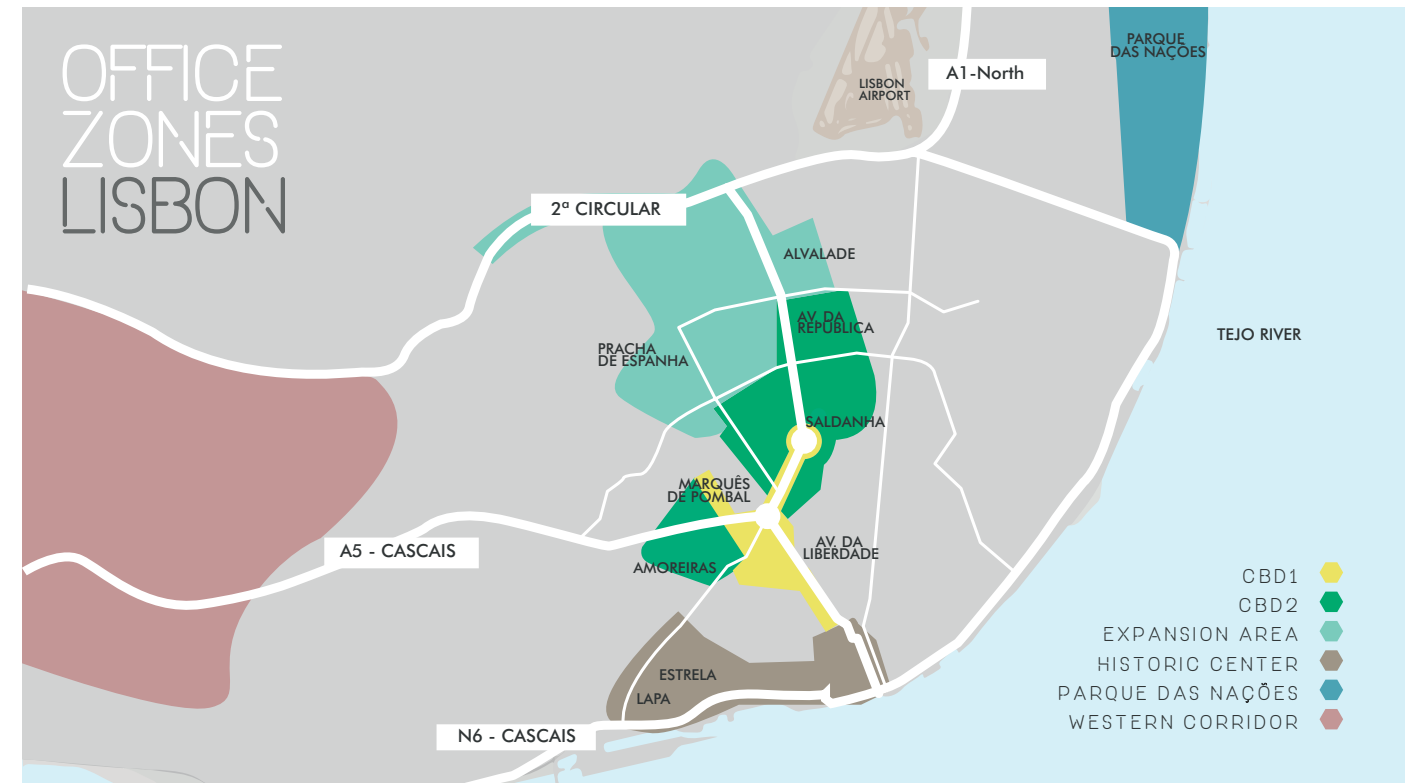 OFFICE
ZONES
LISBON
PARQUE
DAS NAÇÕES
A1-North
LISBON
AIRPORT
2ª CIRCULAR
ALVALADE
AV. DA
REPÚBLICA
TEJO RIVER
PRACHA
DE ESPANHA
SALDANHA
MARQUÊS
DE POMBAL
AV. DA
LIBERDADE
A5 - CASCAIS
AMOREIRAS
ESTRELA
LAPA
N6 - CASCAIS
CBD1
CBD2
EXPANSION AREA
HISTORIC CENTER
PARQUE DAS NAÇÕES
WESTERN CORRIDOR